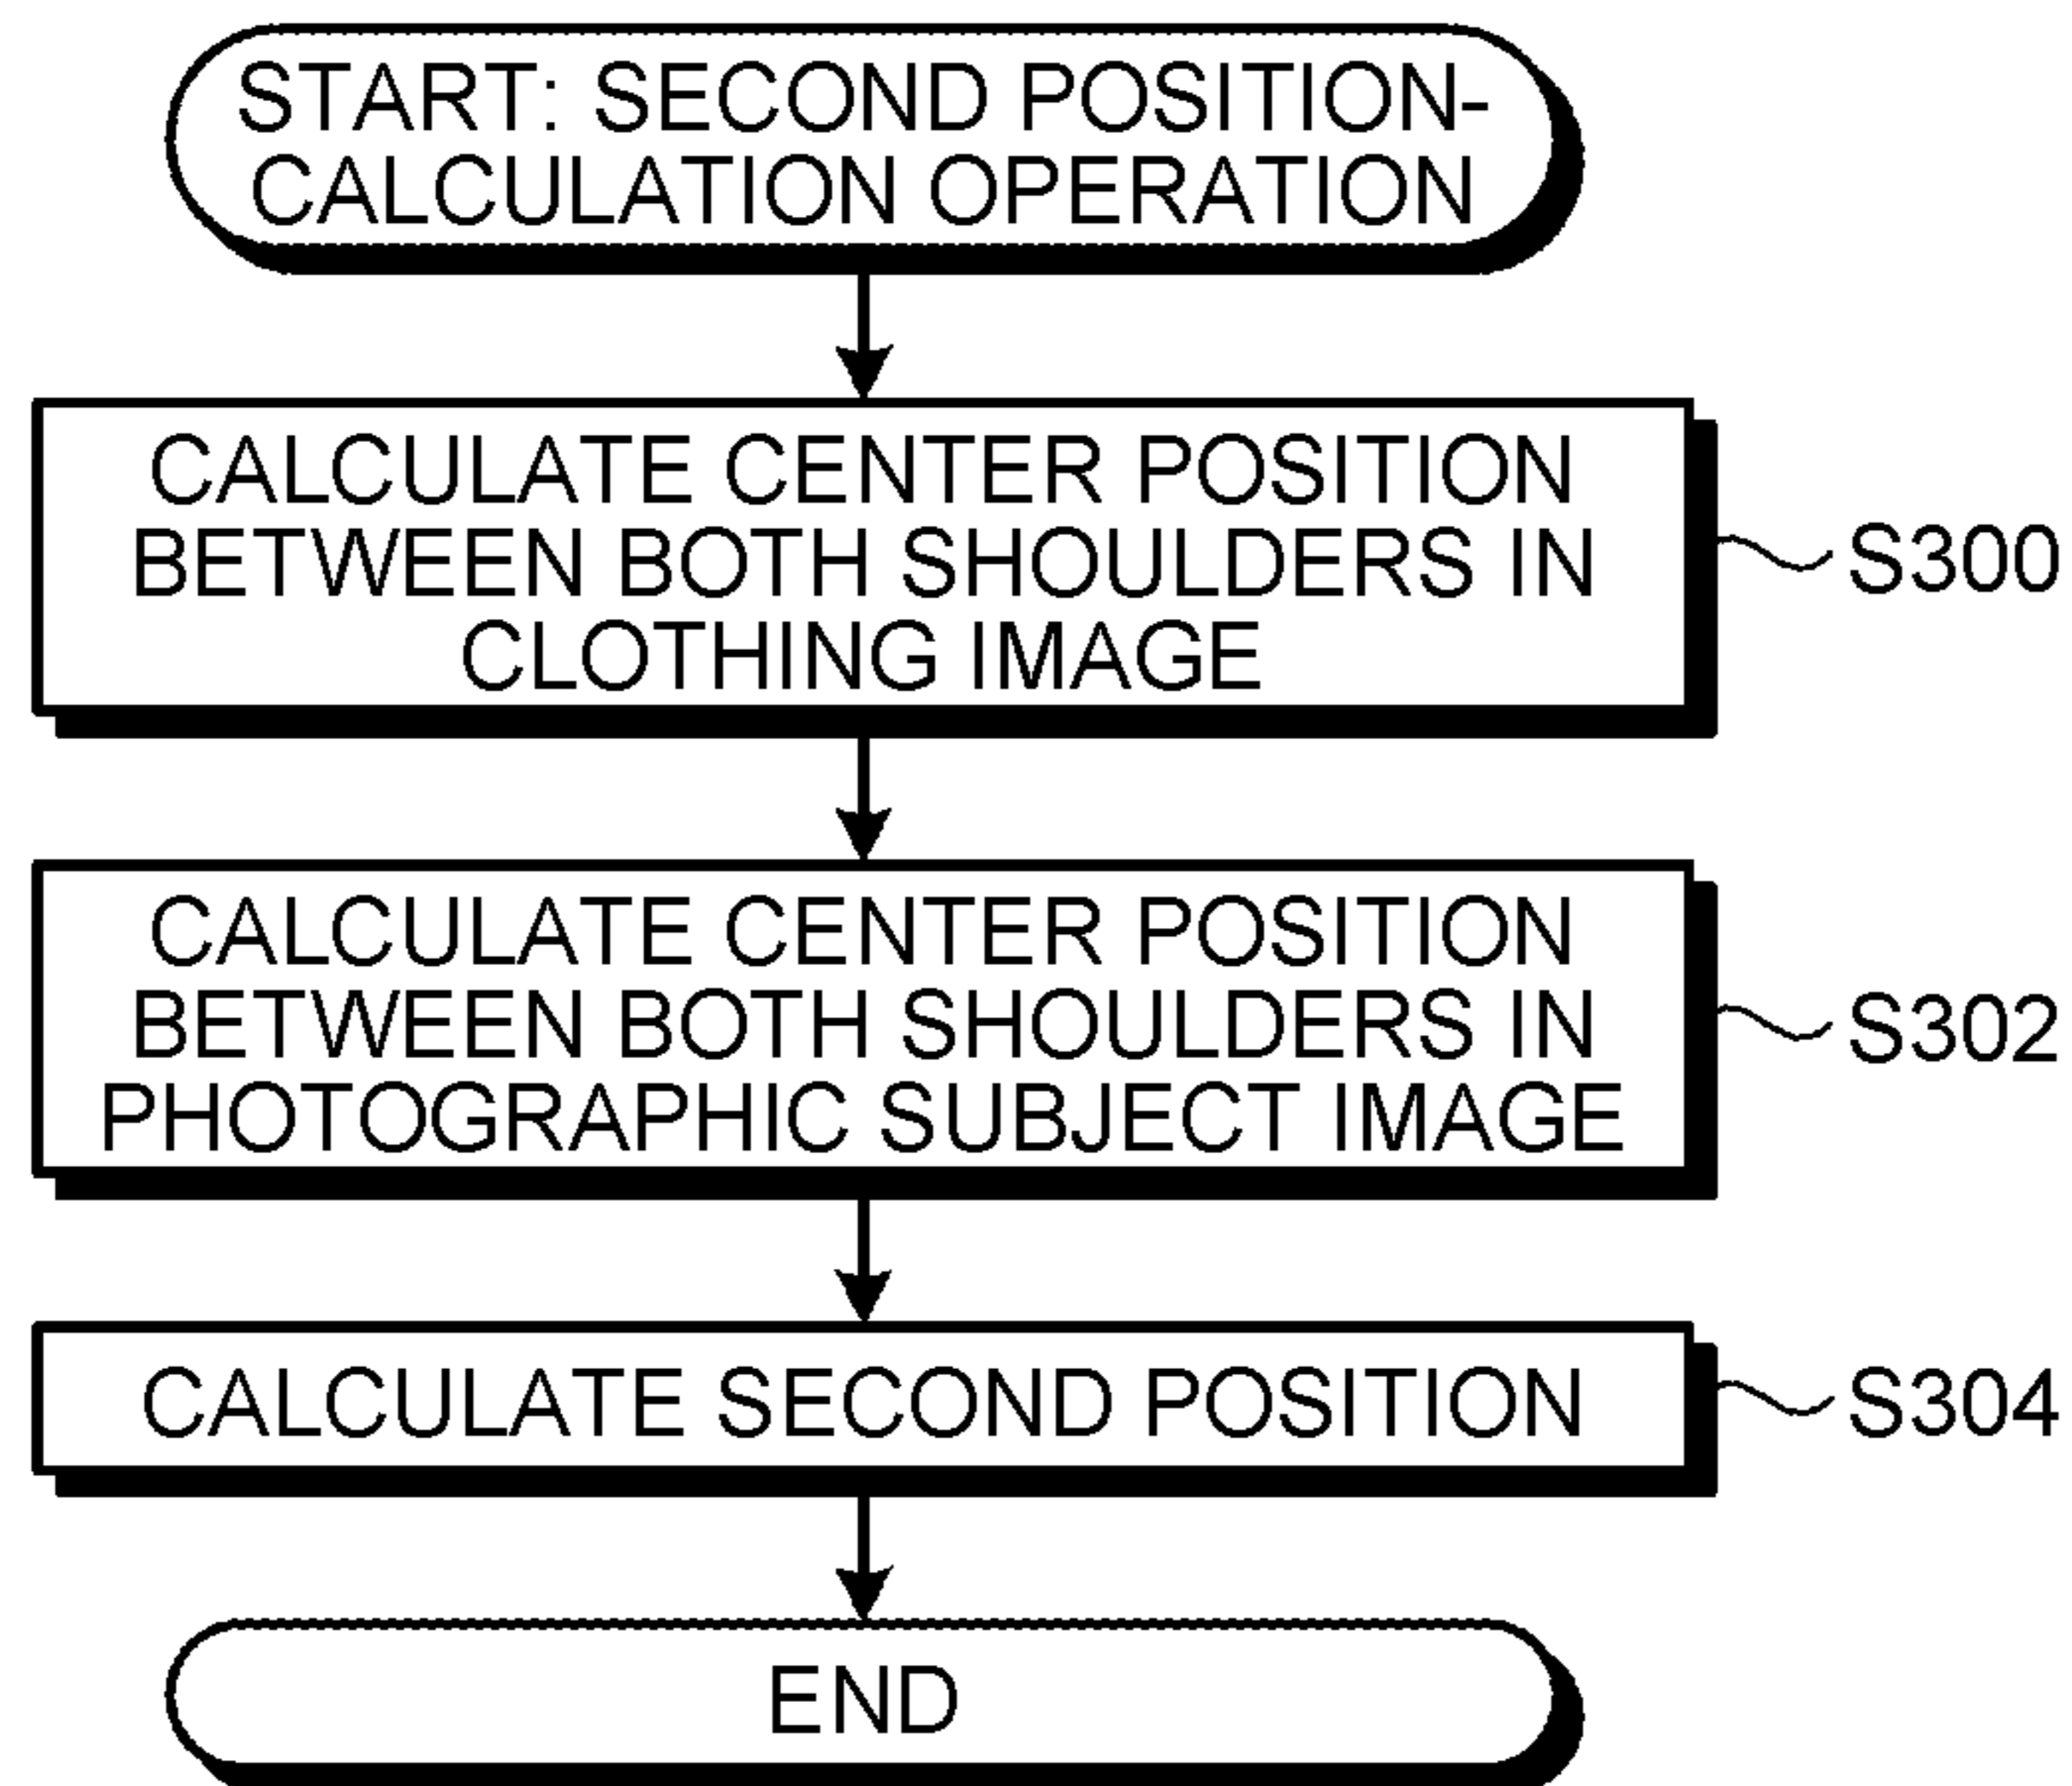 START: SECOND POSITION-
CALCULATION OPERATION
CALCULATE CENTER POSITION
BETWEEN BOTH SHOULDERS IN
CLOTHING IMAGE
S300
CALCULATE CENTER POSITION
BETWEEN BOTH SHOULDERS IN
PHOTOGRAPHIC SUBJECT IMAGE
S302
CALCULATE SECOND POSITION
S304
END